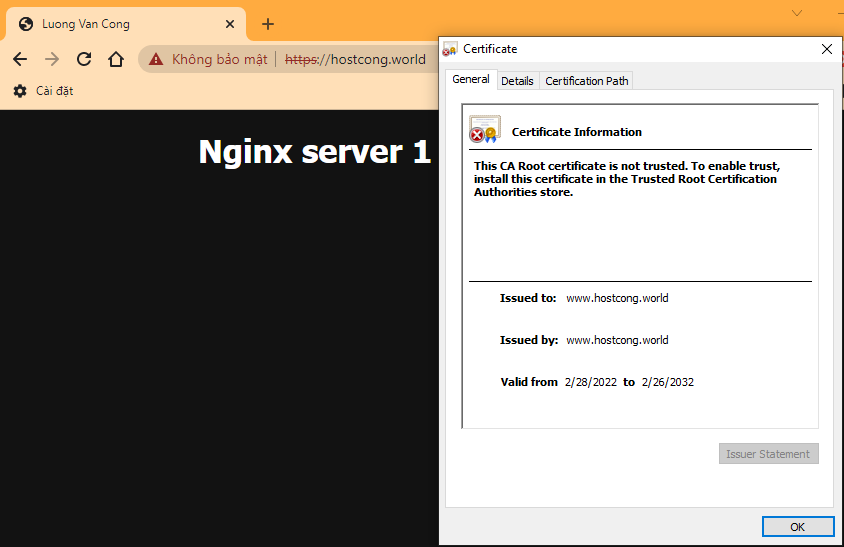 Luong Van Cong
Không bảo mật
https://hostcong.world
Cài đặt
Nginx server 1
Certificate
General
Details
Certification Path
Certificate Information
This CA Root certificate is not trusted. To enable trust,
install this certificate in the Trusted Root Certification
Authorities store.
Issued to: www.hostcong.world
Issued by: www.hostcong.world
Valid from 2/28/2022 to 2/26/2032
Issuer Statement
OK